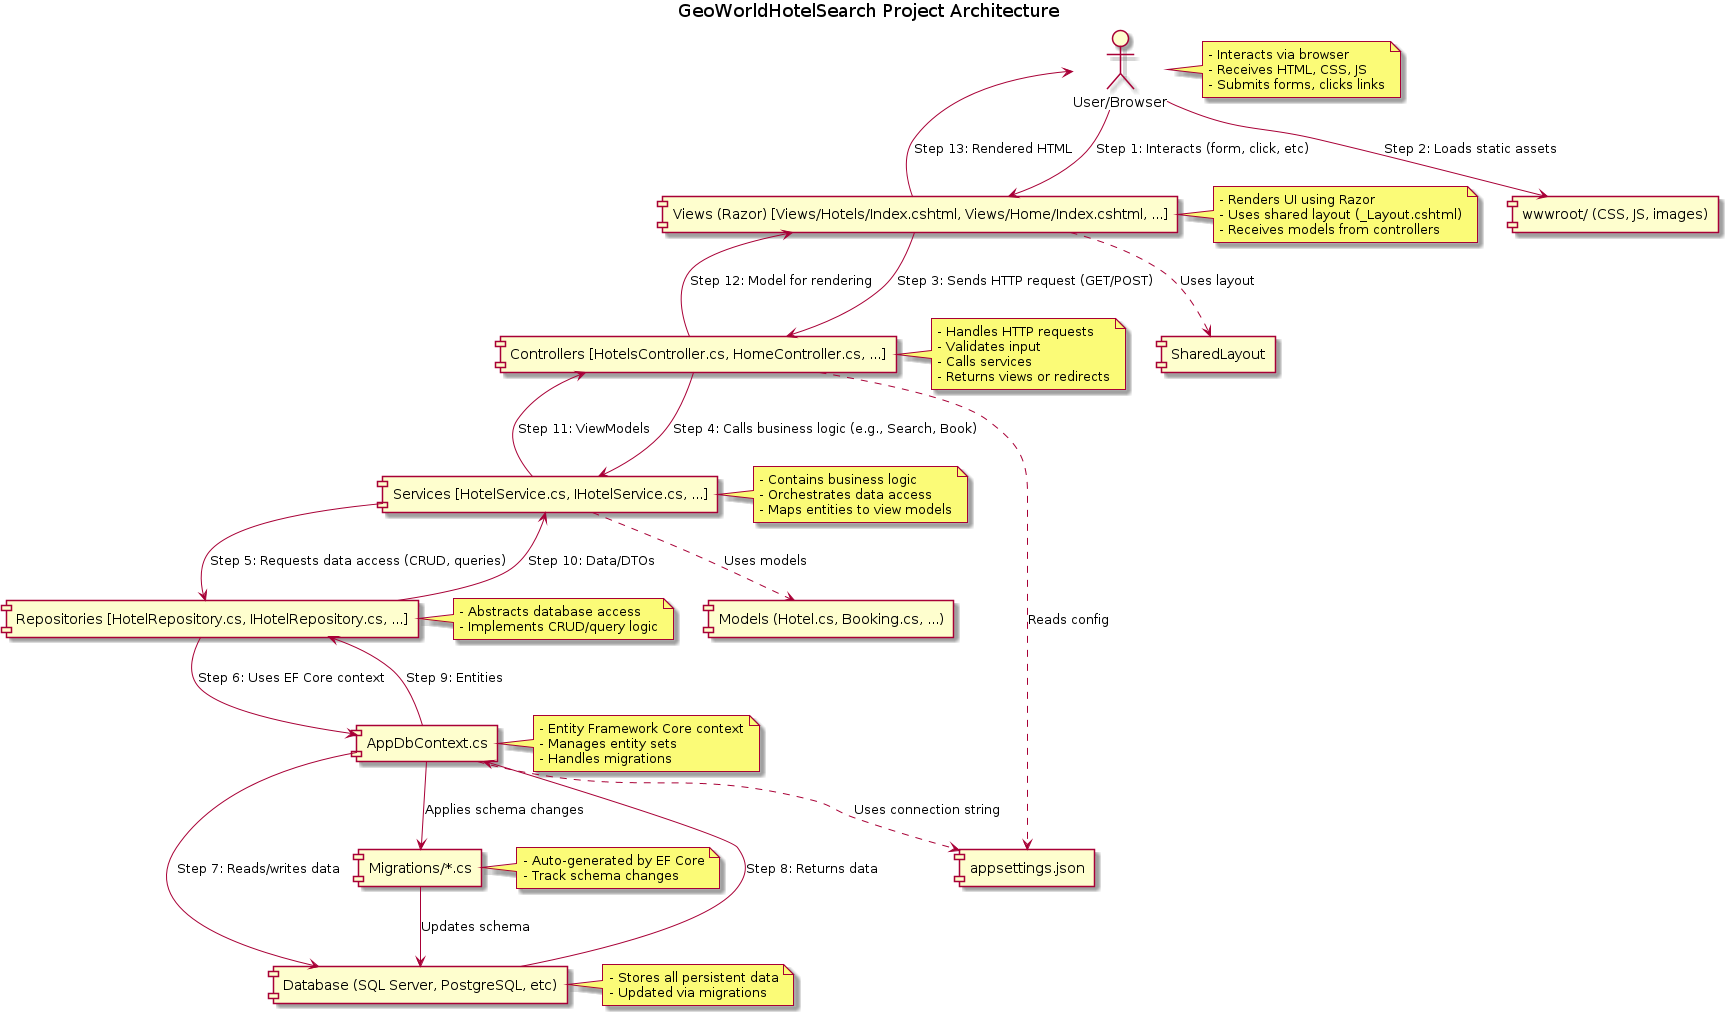 GeoWorldHotelSearch Project Architecture
- Interacts via browser
- Receives HTML, CSS, JS
- Submits forms, clicks links
User/Browser
Step 13: Rendered HTML
Step 1: Interacts (form, click, etc)
Step 2: Loads static assets
Views (Razor) [Views/Hotels/Index.cshtml, Views/Home/Index.cshtml, ...]
- Renders UI using Razor
- Uses shared layout (_Layout.cshtml)
- Receives models from controllers
wwwroot/ (CSS, JS, images)
Step 12: Model for rendering
Step 3: Sends HTTP request (GET/POST)
Uses layout
Controllers [HotelsController.cs, HomeController.cs, ...]
- Handles HTTP requests
- Validates input
- Calls services
- Returns views or redirects
SharedLayout
Step 11: ViewModels
Step 4: Calls business logic (e.g., Search, Book)
Services [HotelService.cs, IHotelService.cs, ...]
- Contains business logic
- Orchestrates data access
- Maps entities to view models
Step 5: Requests data access (CRUD, queries)
Step 10: Data/DTOs
Uses models
Repositories [HotelRepository.cs, IHotelRepository.cs, ...]
- Abstracts database access
- Implements CRUD/query logic
Models (Hotel.cs, Booking.cs, ...)
Reads config
Step 6: Uses EF Core context
Step 9: Entities
AppDbContext.cs
- Entity Framework Core context
- Manages entity sets
- Handles migrations
Applies schema changes
Uses connection string
Step 7: Reads/writes data
Migrations/*.cs
- Auto-generated by EF Core
- Track schema changes
Step 8: Returns data
appsettings.json
Updates schema
Database (SQL Server, PostgreSQL, etc)
- Stores all persistent data
- Updated via migrations